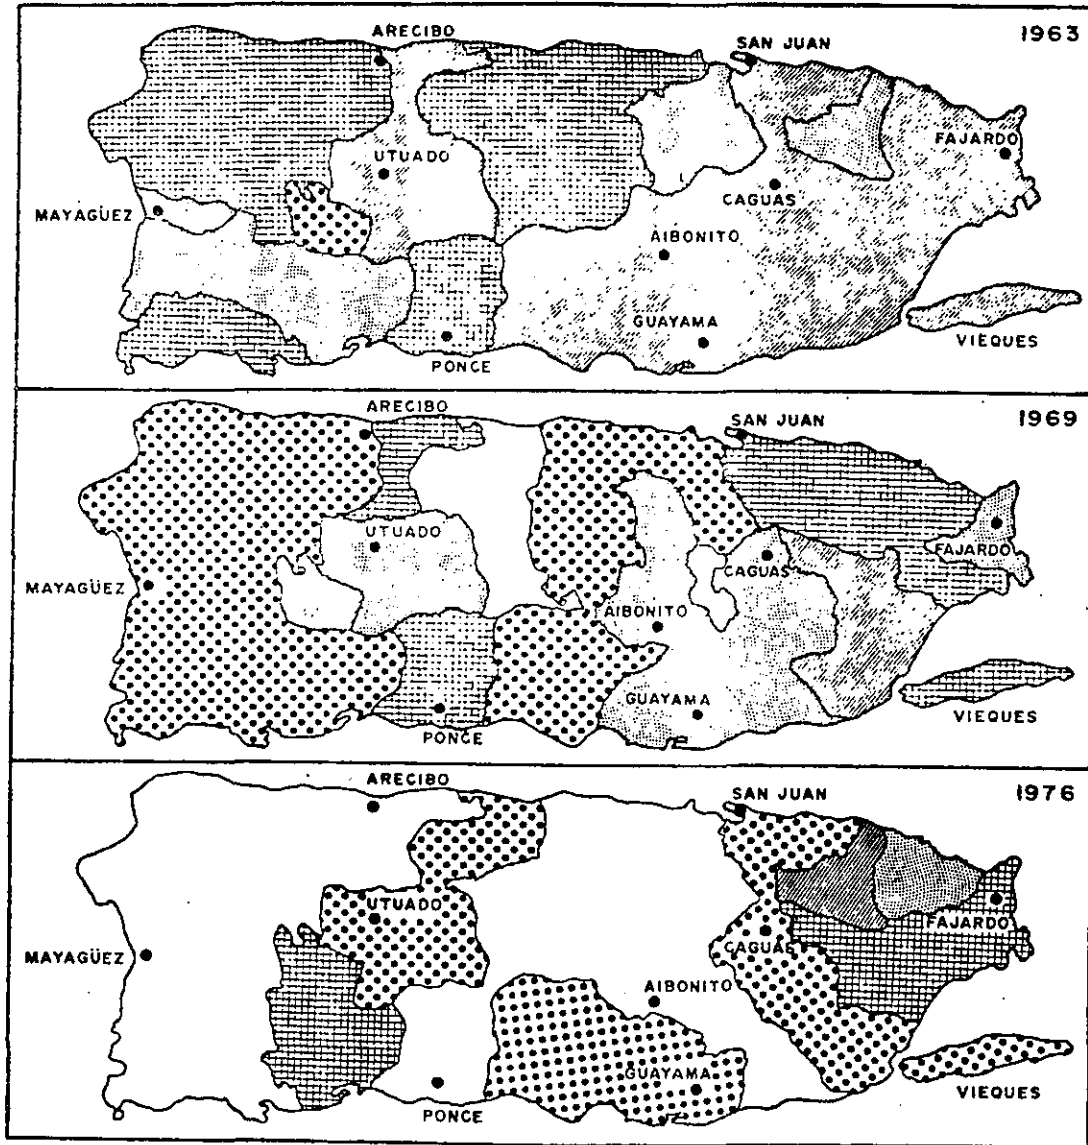 1963
ARECIBO
SAN JUAN
UTUADO
FAJARDO
CAGUAS
MAYAGÜEZ
AIBONITO
GUAYAMA
PONCE
VIEQUES
1969
ARECIBO
SAN JUAN
UTUADO
FAJARDO
CAGUAS
MAYAGÜEZ
AIBONITO
GUAYAMA
PONCE
VIEQUES
1976
ARECIBO
SAN JUAN
UTUADO
FAJARDO
CAGUAS
MAYAGÜEZ
AIBONITO
GUAYAMA
PONCE
VIEQUES